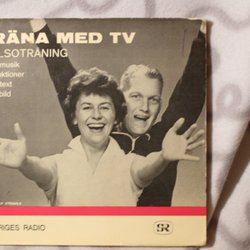 RÄNA MED TV
LSOTRÄNING
musik
ktioner
text
bild
RIGES RADIO
SR